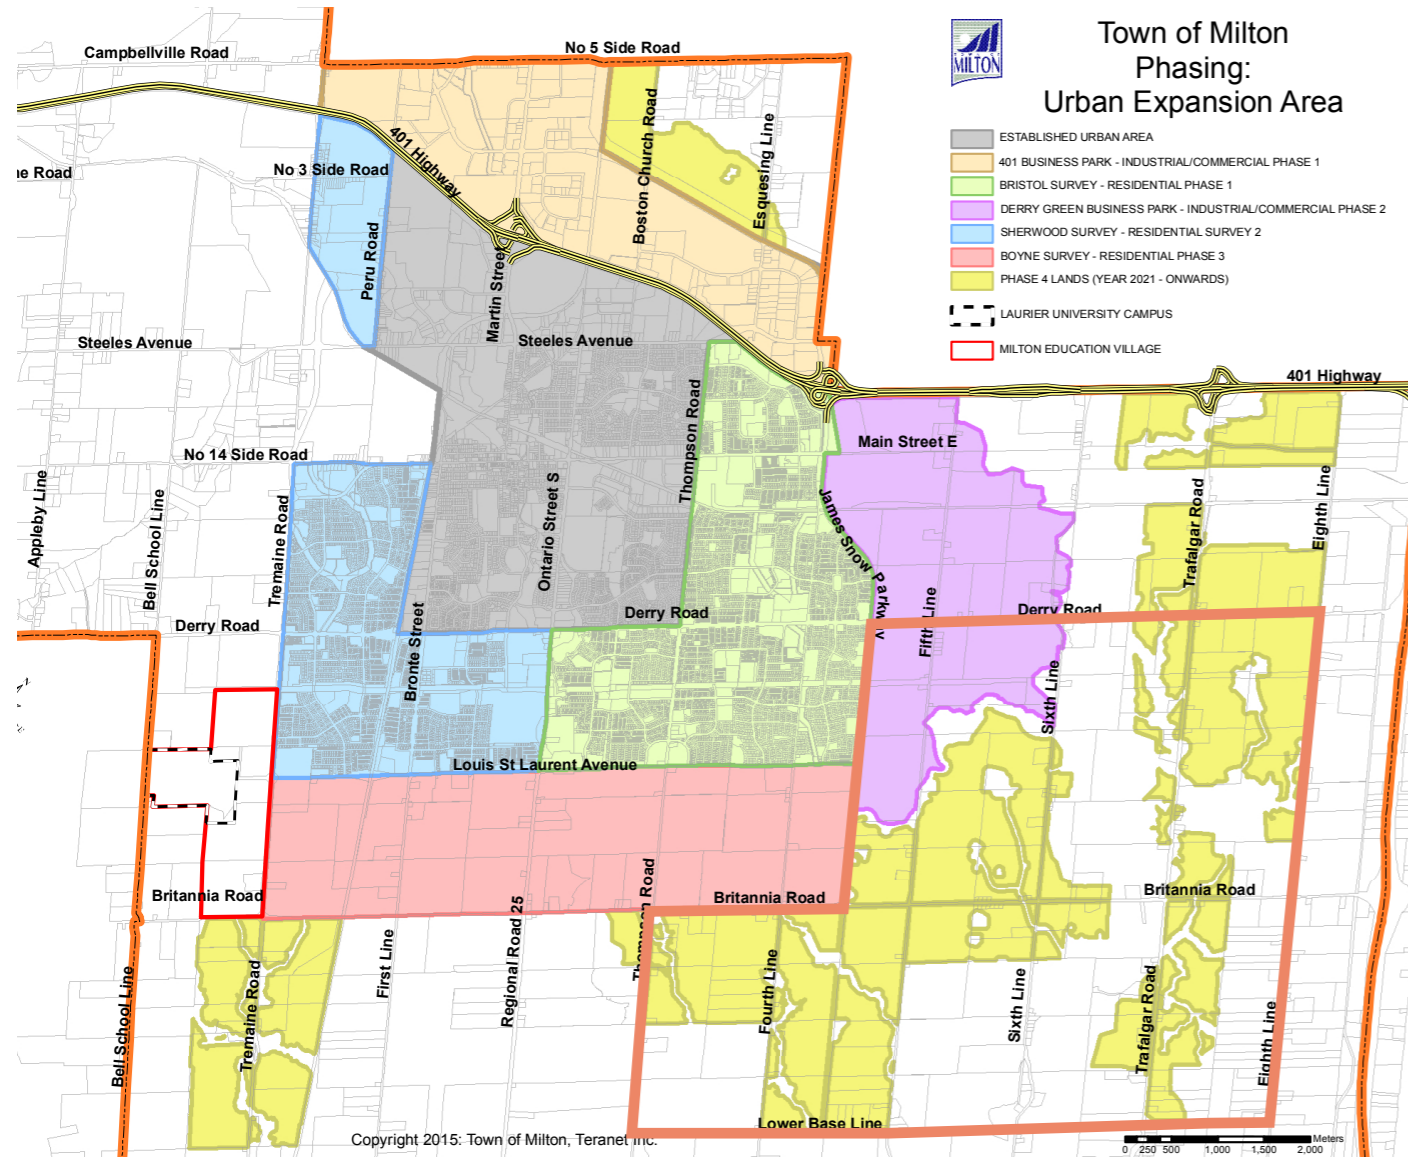 Town of Milton
Phasing:
Urban Expansion Area
TOWN OF
MILTON
ESTABLISHED URBAN AREA
401 BUSINESS PARK - INDUSTRIAL/COMMERCIAL PHASE 1
BRISTOL SURVEY - RESIDENTIAL PHASE 1
DERRY GREEN BUSINESS PARK - INDUSTRIAL/COMMERCIAL PHASE 2
SHERWOOD SURVEY - RESIDENTIAL SURVEY 2
BOYNE SURVEY - RESIDENTIAL PHASE 3
PHASE 4 LANDS (YEAR 2021 - ONWARDS)
LAURIER UNIVERSITY CAMPUS
MILTON EDUCATION VILLAGE
Campbellville Road
No 5 Side Road
401 Highway
No 3 Side Road
Road
Boston Church Road
Esquesing Line
Peru Road
Martin Street
Steeles Avenue
Steeles Avenue
401 Highway
Thompson Road
Main Street E
No 14 Side Road
Appleby Line
Bell School Line
Tremaine Road
Ontario Street S
James Snow Parkway
Trafalgar Road
Eighth Line
Derry Road
Derry Road
Derry Road
Bronte Street
Fifth Line
Sixth Line
Louis St Laurent Avenue
Britannia Road
Britannia Road
Britannia Road
Thompson Road
Regional Road 25
First Line
Tremaine Road
Bell School Line
Fourth Line
Sixth Line
Trafalgar Road
Eighth Line
Lower Base Line
Copyright 2015: Town of Milton, Teranet Inc.
Meters
0 250 500 1,000 1,500 2,000